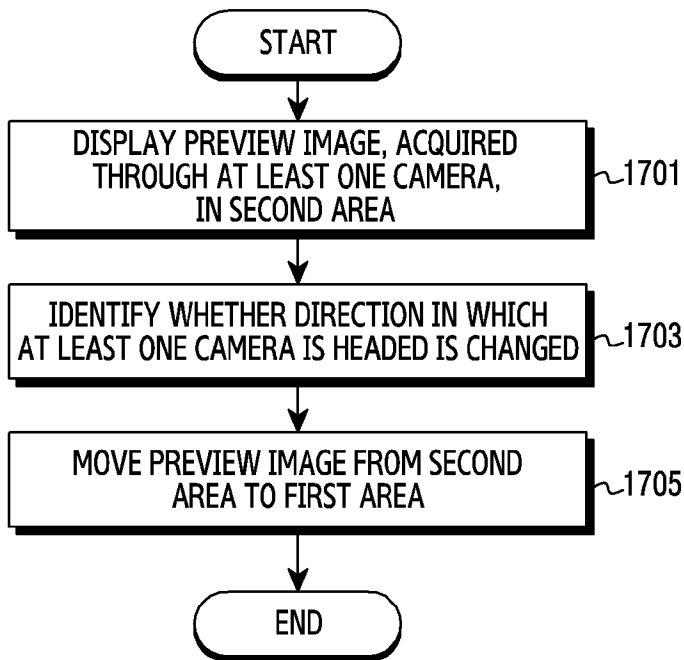 START
DISPLAY PREVIEW IMAGE, ACQUIRED
THROUGH AT LEAST ONE CAMERA,
IN SECOND AREA
1701
IDENTIFY WHETHER DIRECTION IN WHICH
AT LEAST ONE CAMERA IS HEADED IS CHANGED
1703
MOVE PREVIEW IMAGE FROM SECOND
AREA TO FIRST AREA
1705
END